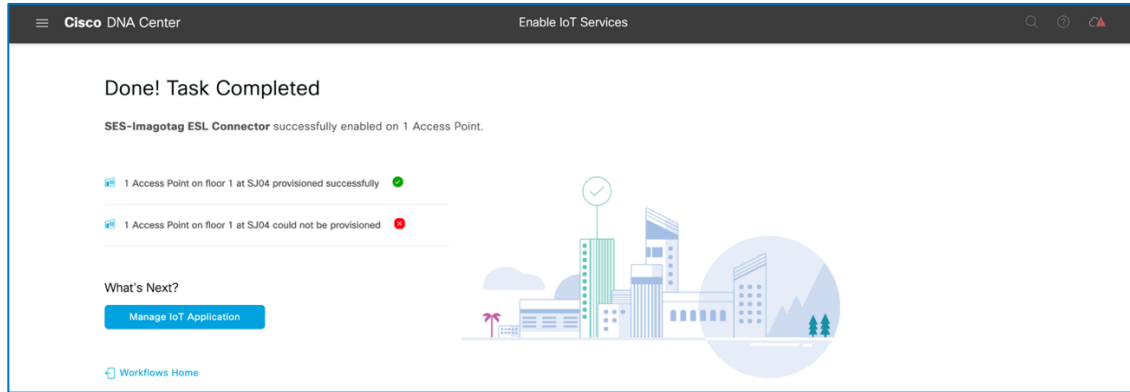 Cisco DNA Center
Enable IoT Services
Done! Task Completed
SES-Imagotag ESL Connector successfully enabled on 1 Access Point.
1 Access Point on floor 1 at SJ04 provisioned successfully
1 Access Point on floor 1 at SJ04 could not be provisioned
What's Next?
Manage IoT Application
Workflows Home